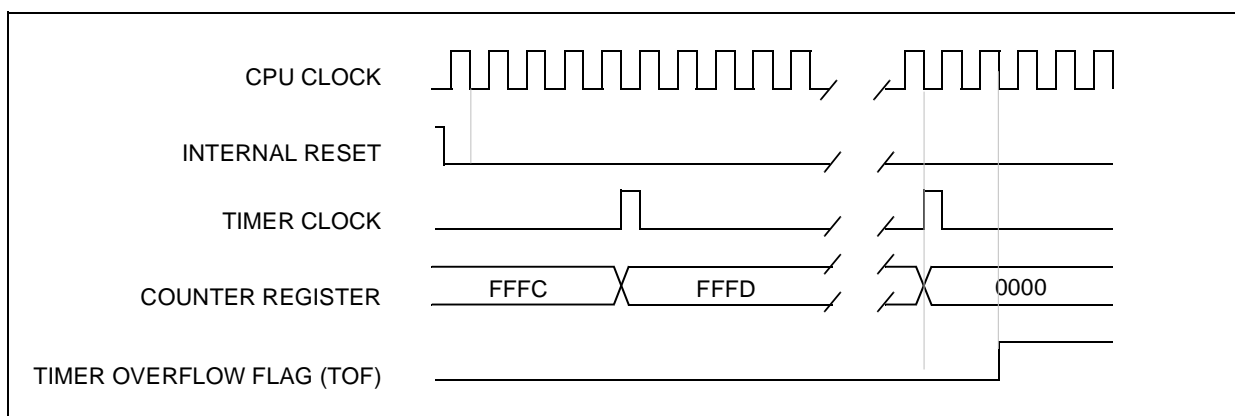 CPU CLOCK
INTERNAL RESET
TIMER CLOCK
COUNTER REGISTER
FFFC
FFFD
0000
TIMER OVERFLOW FLAG (TOF)